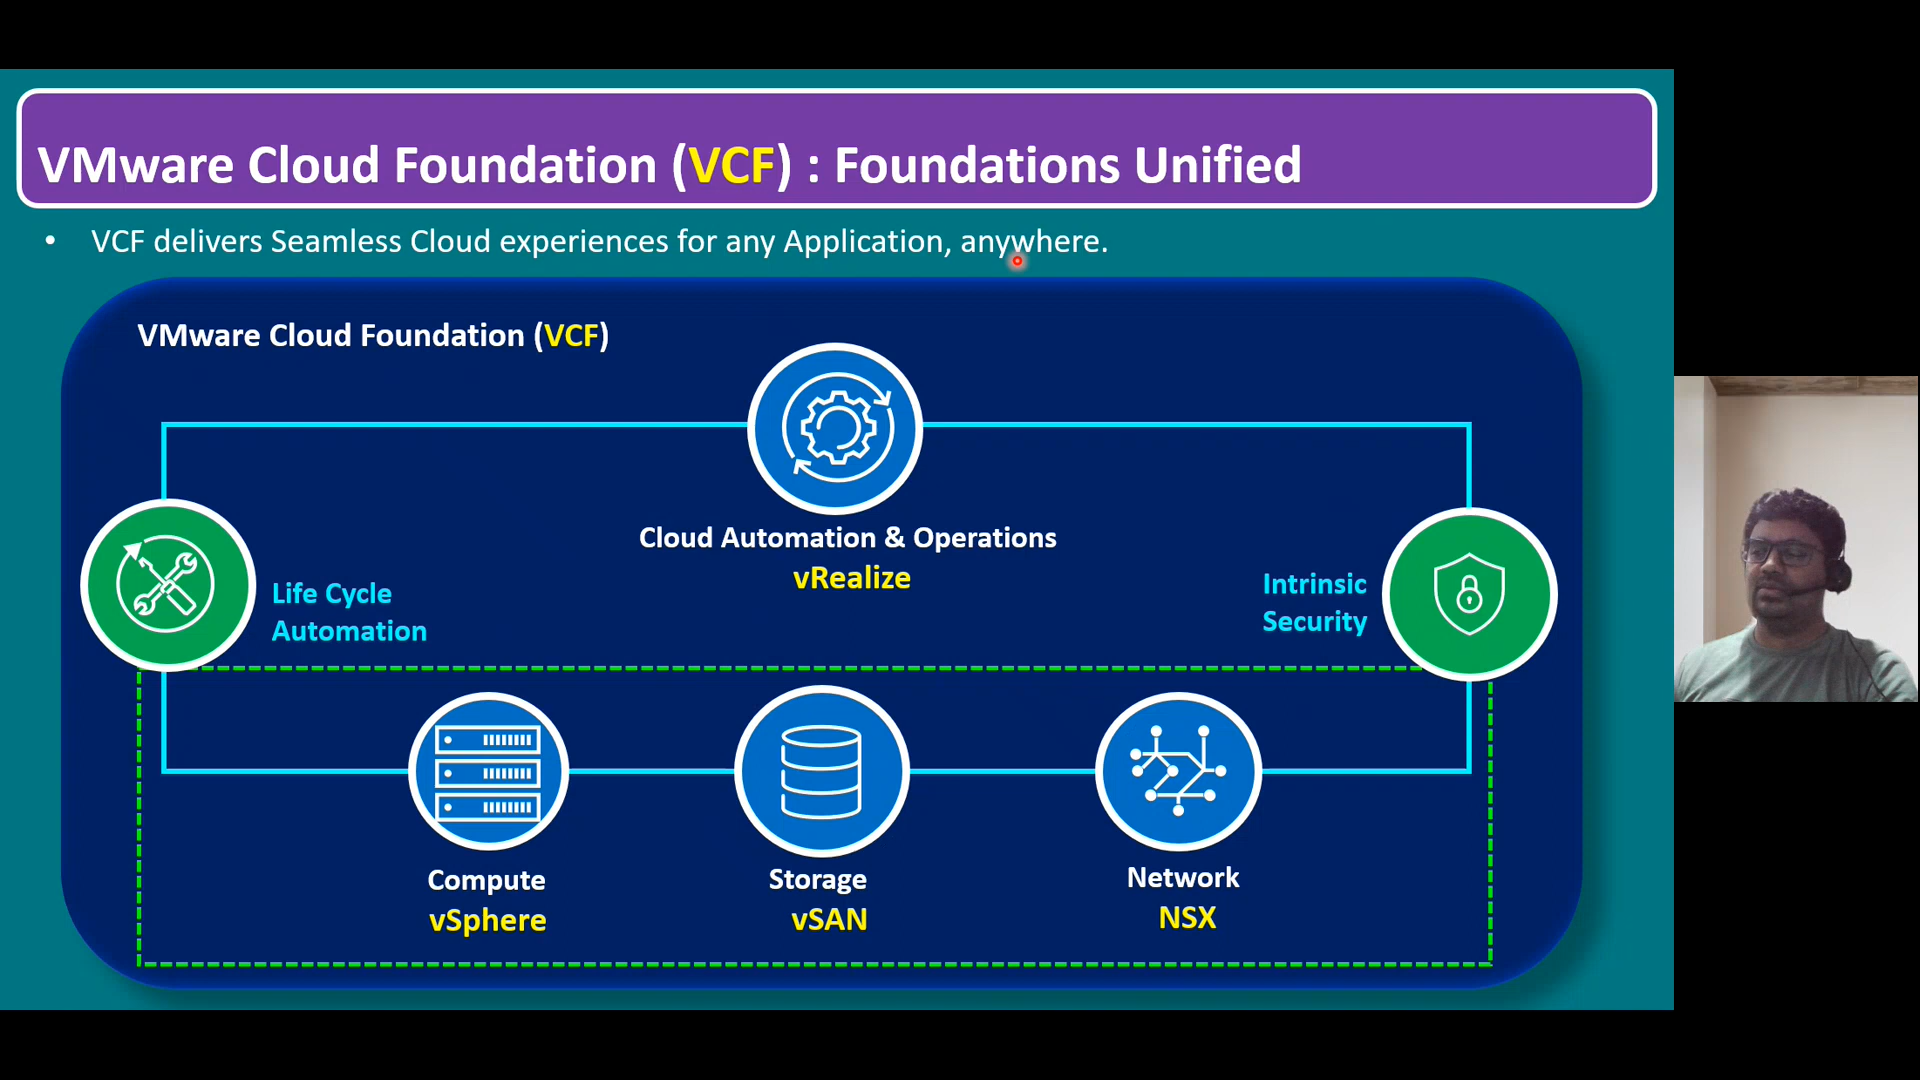 VMware Cloud Foundation (VCF) : Foundations Unified
• VCF delivers Seamless Cloud experiences for any Application, anywhere.
VMware Cloud Foundation (VCF)
Cloud Automation & Operations
vRealize
Life Cycle
Automation
Intrinsic
Security
Compute
vSphere
Storage
vSAN
Network
NSX